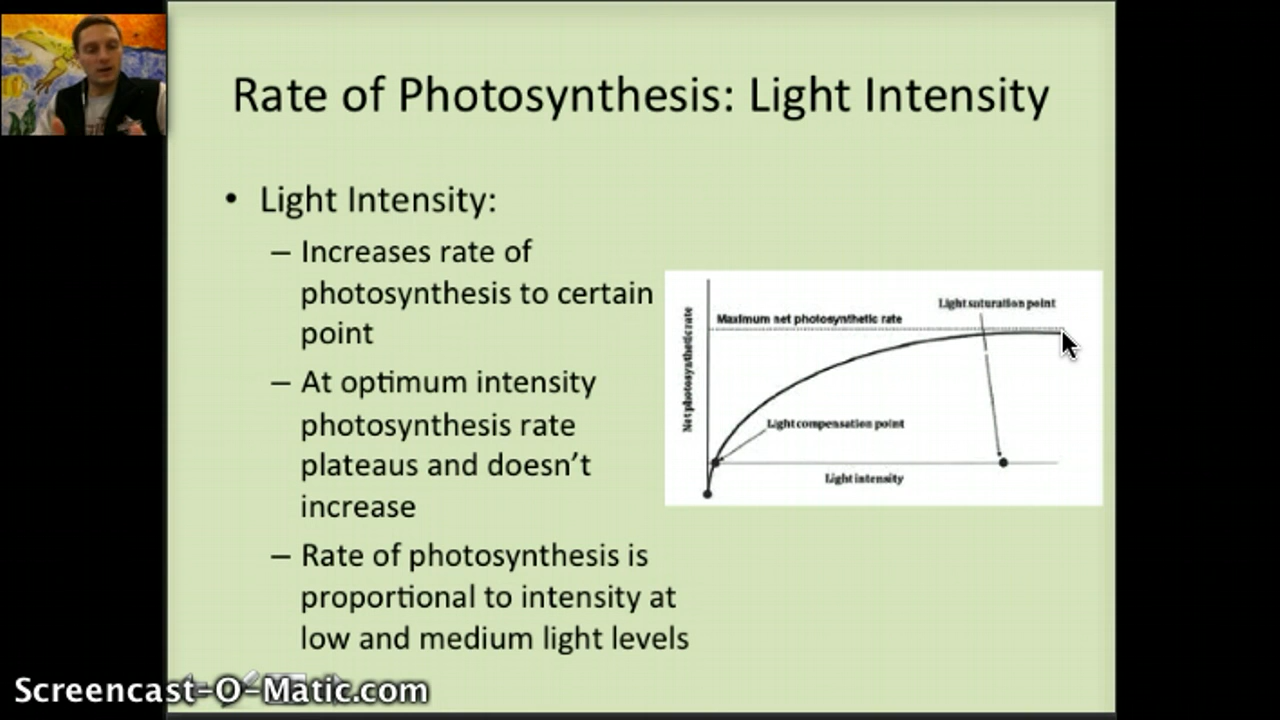 Rate of Photosynthesis: Light Intensity
• Light Intensity:
– Increases rate of
photosynthesis to certain
point
– At optimum intensity
photosynthesis rate
plateaus and doesn't
increase
– Rate of photosynthesis is
proportional to intensity at
low and medium light levels
Net photosynthetic rate
Maximum net photosynthetic rate
Light saturation point
Light compensation point
Light intensity
Screencast-O-Matic.com